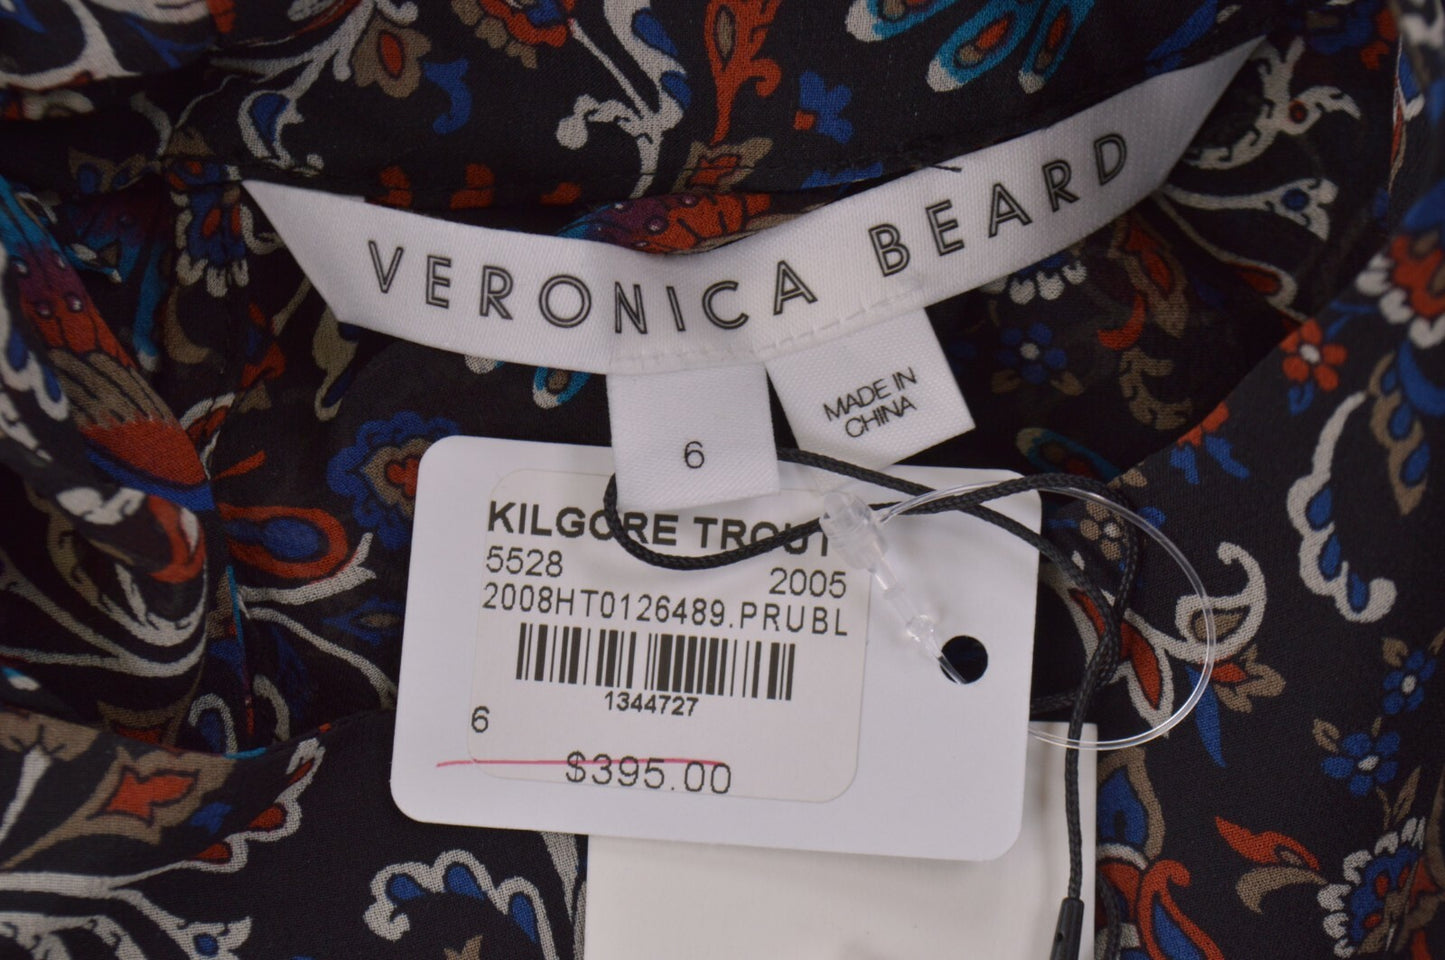 VERONICA BEARD
6
MADE IN
CHINA
KILGORE TROUT
5528 2005
2008HT0126489.PRUBL
1344727
6
$395.00